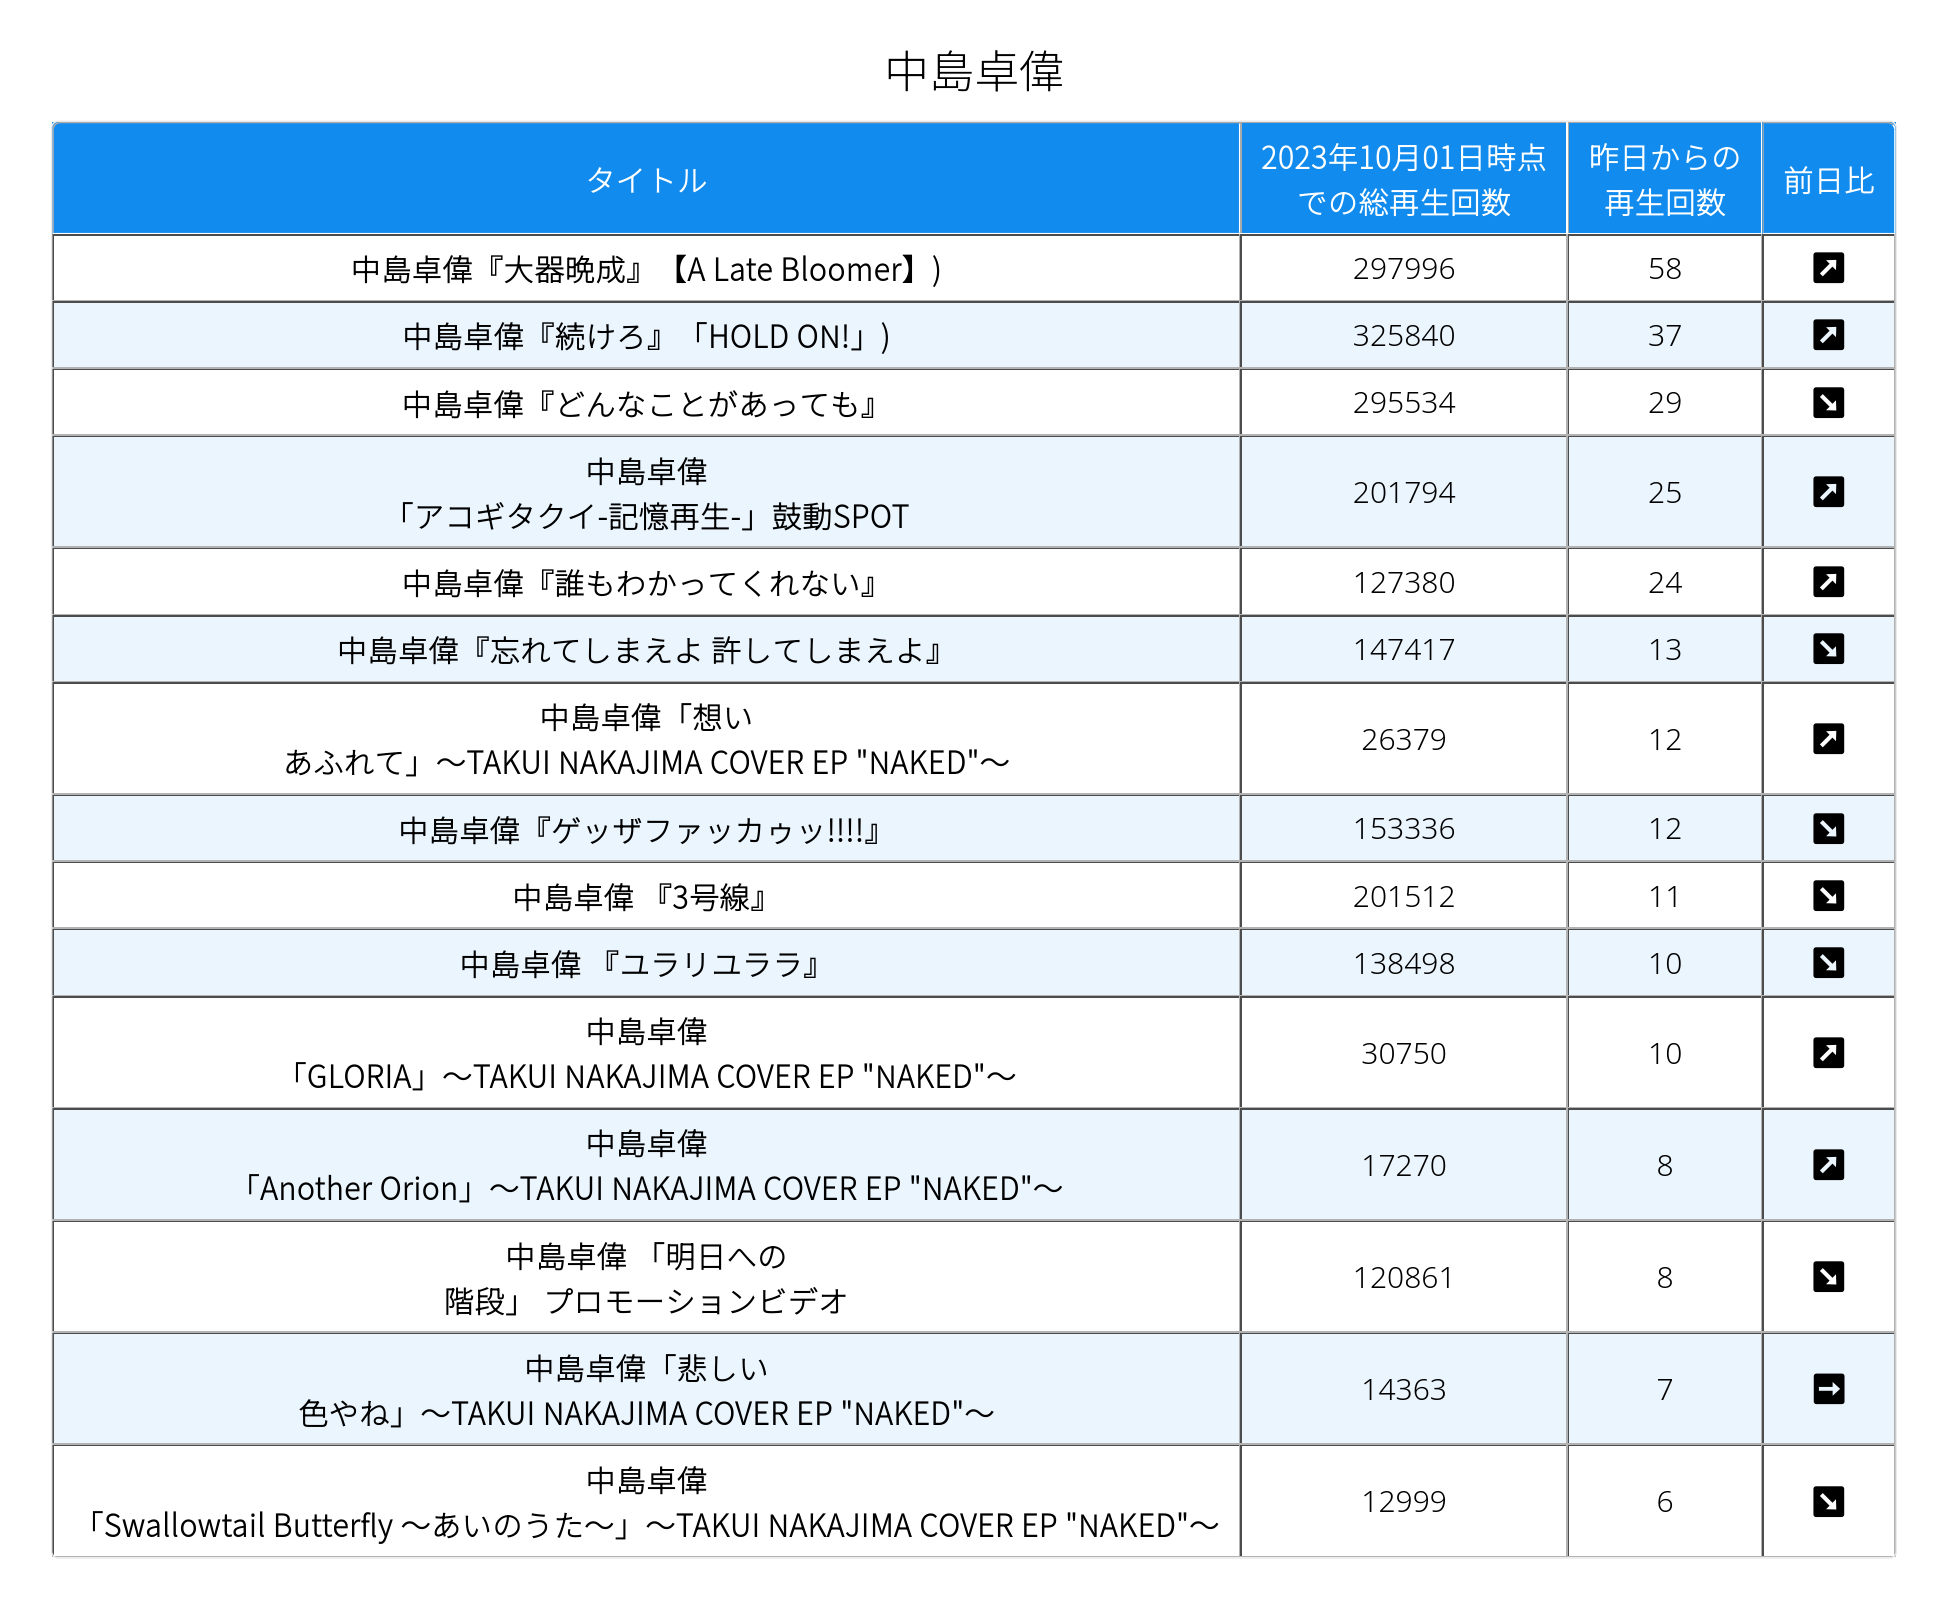 中島卓偉
タイトル
2023年10月01日時点
での総再生回数
昨日からの
再生回数
前日比
中島卓偉『大器晩成』【A Late Bloomer】)
297996
58
中島卓偉『続けろ』「HOLD ON!」)
325840
37
中島卓偉『どんなことがあっても』
295534
29
中島卓偉
「アコギタクイ-記憶再生-」鼓動SPOT
201794
25
中島卓偉『誰もわかってくれない』
127380
24
中島卓偉『忘れてしまえよ 許してしまえよ』
147417
13
中島卓偉「想い
あふれて」～TAKUI NAKAJIMA COVER EP "NAKED"～
26379
12
中島卓偉『ゲッザファッカゥッ!!!!』
153336
12
中島卓偉 『3号線』
201512
11
中島卓偉 『ユラリユララ』
138498
10
中島卓偉
「GLORIA」～TAKUI NAKAJIMA COVER EP "NAKED"～
30750
10
中島卓偉
「Another Orion」～TAKUI NAKAJIMA COVER EP "NAKED"～
17270
8
中島卓偉 「明日への
階段」 プロモーションビデオ
120861
8
中島卓偉「悲しい
色やね」～TAKUI NAKAJIMA COVER EP "NAKED"～
14363
7
中島卓偉
「Swallowtail Butterfly ～あいのうた～」～TAKUI NAKAJIMA COVER EP "NAKED"～
12999
6